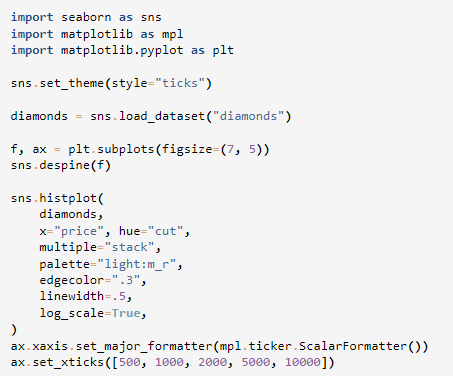 import seaborn as sns
import matplotlib as mpl
import matplotlib.pyplot as plt

sns.set_theme(style="ticks")

diamonds = sns.load_dataset("diamonds")

f, ax = plt.subplots(figsize=(7, 5))
sns.despine(f)

sns.histplot(
    diamonds,
    x="price", hue="cut",
    multiple="stack",
    palette="light:m_r",
    edgecolor=".3",
    linewidth=.5,
    log_scale=True,
)
ax.xaxis.set_major_formatter(mpl.ticker.ScalarFormatter())
ax.set_xticks([500, 1000, 2000, 5000, 10000])